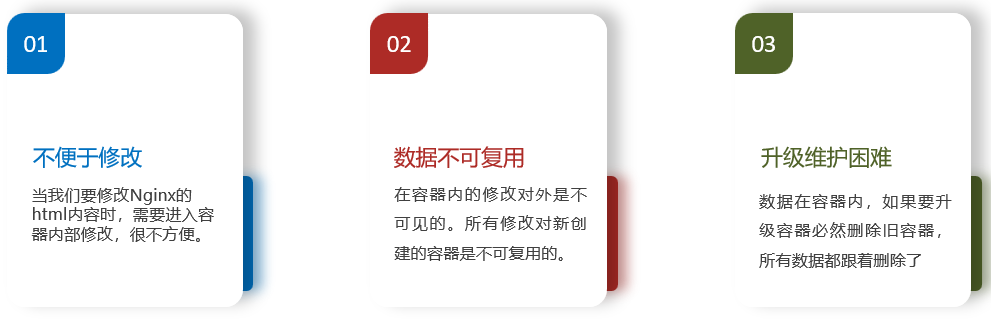 01
不便于修改
当我们要修改Nginx的
html内容时，需要进入容
器内部修改，很不方便。
02
数据不可复用
在容器内的修改对外是不
可见的。所有修改对新创
建的容器是不可复用的。
03
升级维护困难
数据在容器内，如果要升
级容器必然删除旧容器，
所有数据都跟着删除了